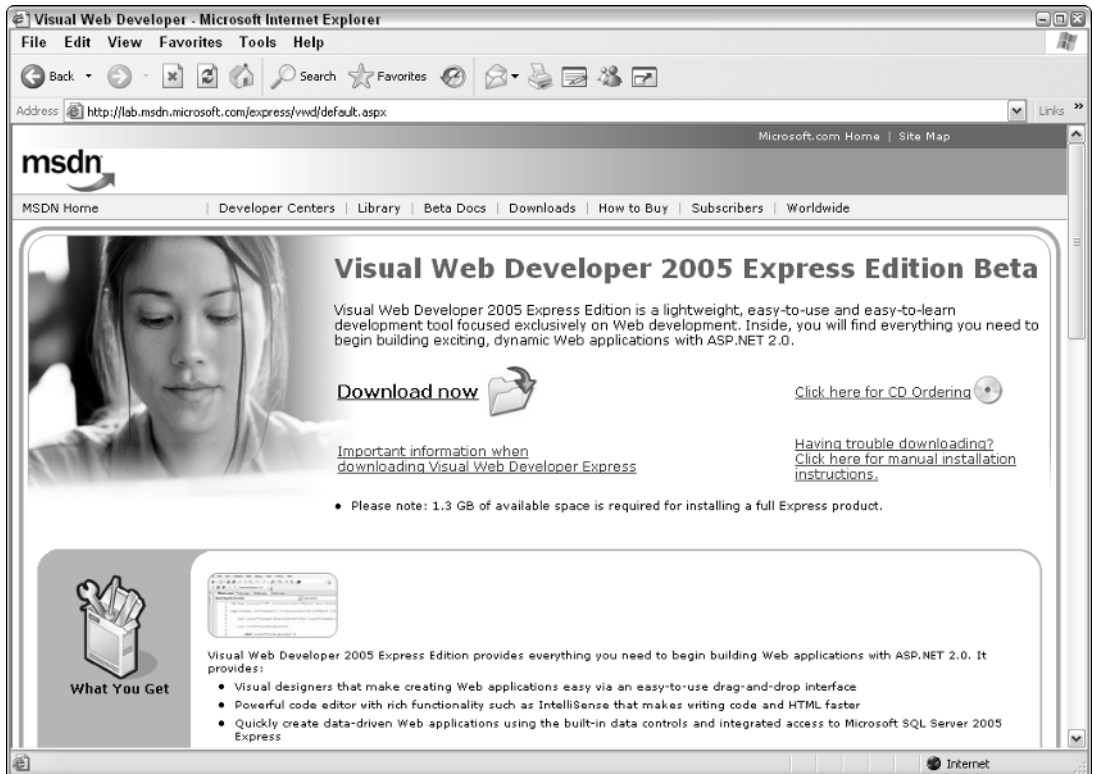 Visual Web Developer - Microsoft Internet Explorer
File Edit View Favorites Tools Help
Back Search Favorites
Address http://lab.msdn.microsoft.com/express/vwd/default.aspx Links »
Microsoft.com Home | Site Map
msdn
MSDN Home | Developer Centers | Library | Beta Docs | Downloads | How to Buy | Subscribers | Worldwide
Visual Web Developer 2005 Express Edition Beta
Visual Web Developer 2005 Express Edition is a lightweight, easy-to-use and easy-to-learn
development tool focused exclusively on Web development. Inside, you will find everything you need to
begin building exciting, dynamic Web applications with ASP.NET 2.0.
Download now
Click here for CD Ordering
Important information when
downloading Visual Web Developer Express
Having trouble downloading?
Click here for manual installation
instructions.
• Please note: 1.3 GB of available space is required for installing a full Express product.
What You Get
Visual Web Developer 2005 Express Edition provides everything you need to begin building Web applications with ASP.NET 2.0. It
provides:
• Visual designers that make creating Web applications easy via an easy-to-use drag-and-drop interface
• Powerful code editor with rich functionality such as IntelliSense that makes writing code and HTML faster
• Quickly create data-driven Web applications using the built-in data controls and integrated access to Microsoft SQL Server 2005
Express
Internet